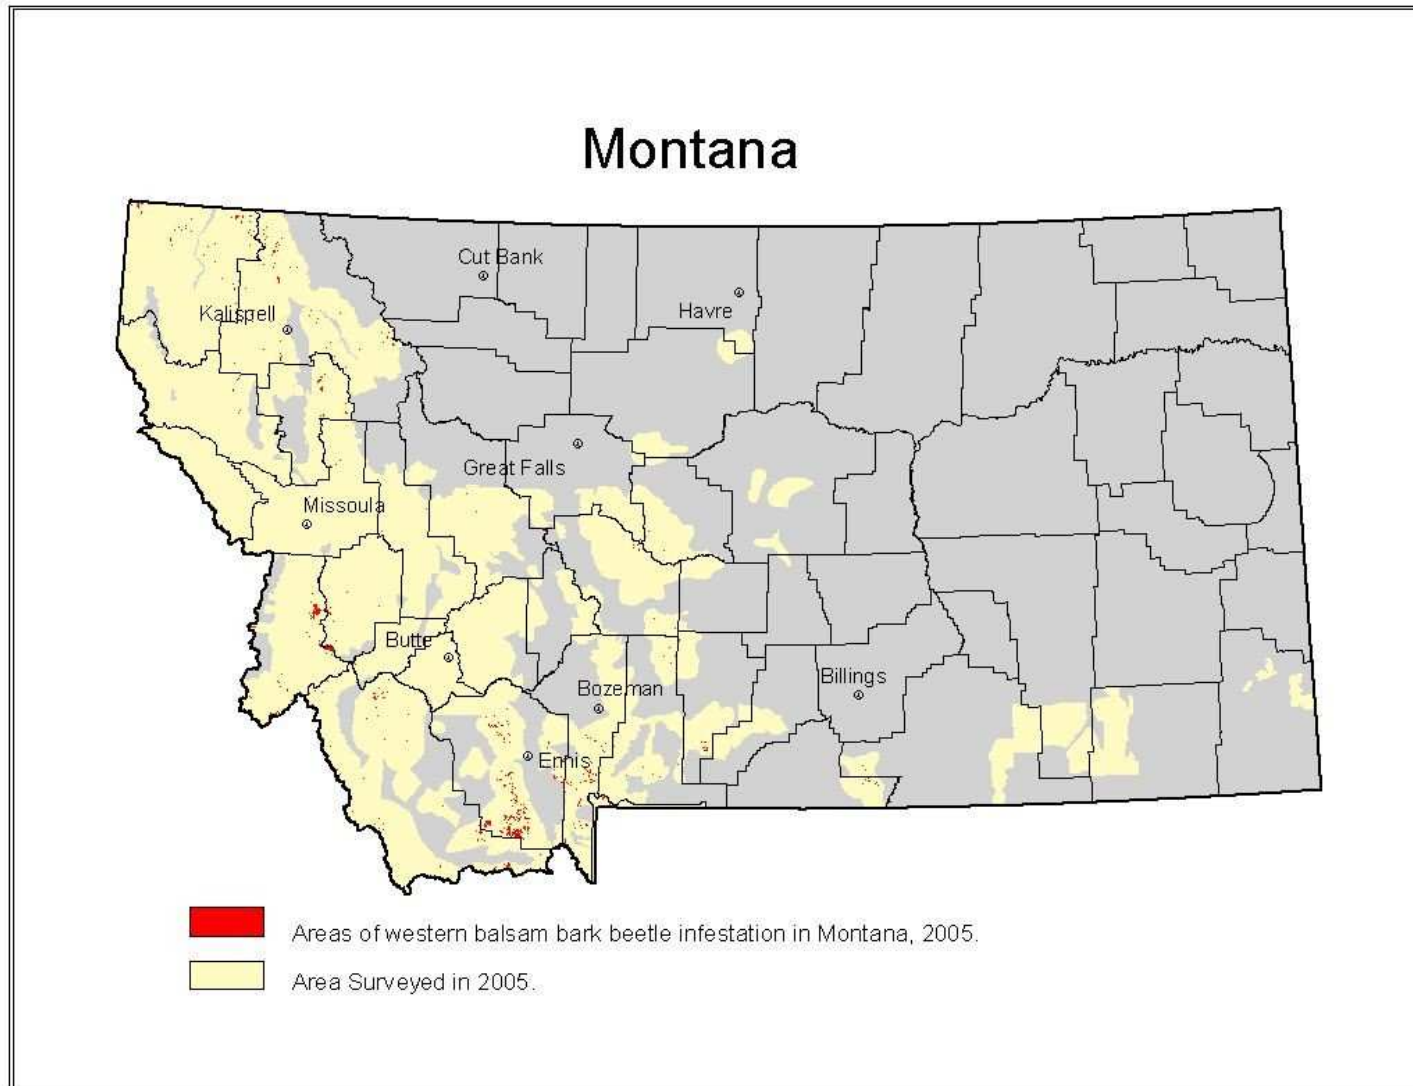 Montana
Cut Bank
Havre
Kalispell
Great Falls
Missoula
Butte
Billings
Bozeman
Ennis
Areas of western balsam bark beetle infestation in Montana, 2005.
Area Surveyed in 2005.